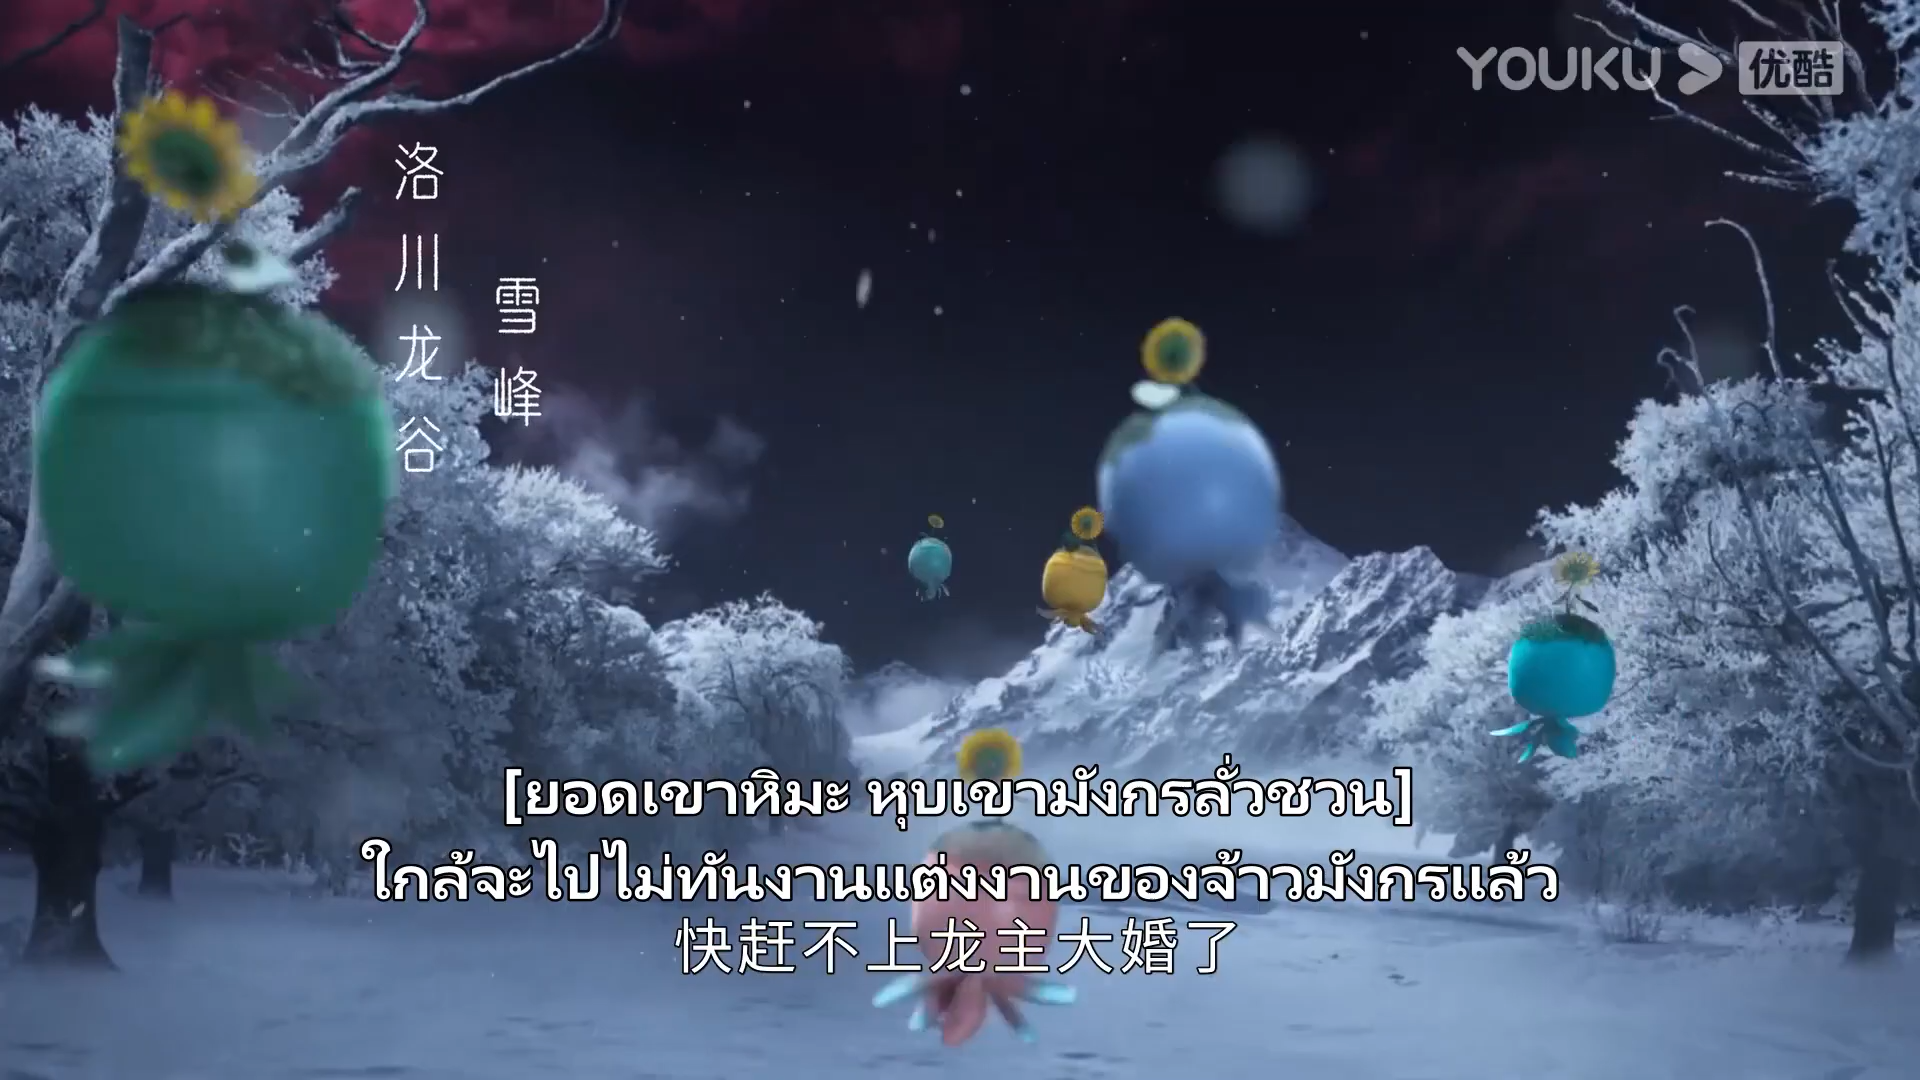 YOUKU 优酷
洛川龙谷
雪峰
[ยอดเขาหิมะ หุบเขามังกรลั่วชวน]
ใกล้จะไปไม่ทันงานแต่งงานของจ้าวมังกรแล้ว
快赶不上龙主大婚了